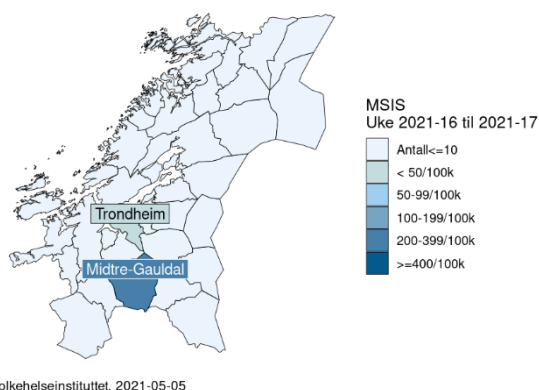 MSIS
Uke 2021-16 til 2021-17
Antall<=10
< 50/100k
50-99/100k
100-199/100k
200-399/100k
>=400/100k
Trondheim
Midtre-Gauldal
olkehelseinstituttet, 2021-05-05